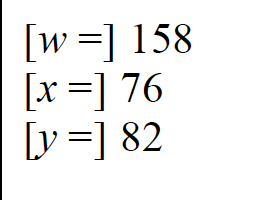 [w =] 158
[x =] 76
[y =] 82